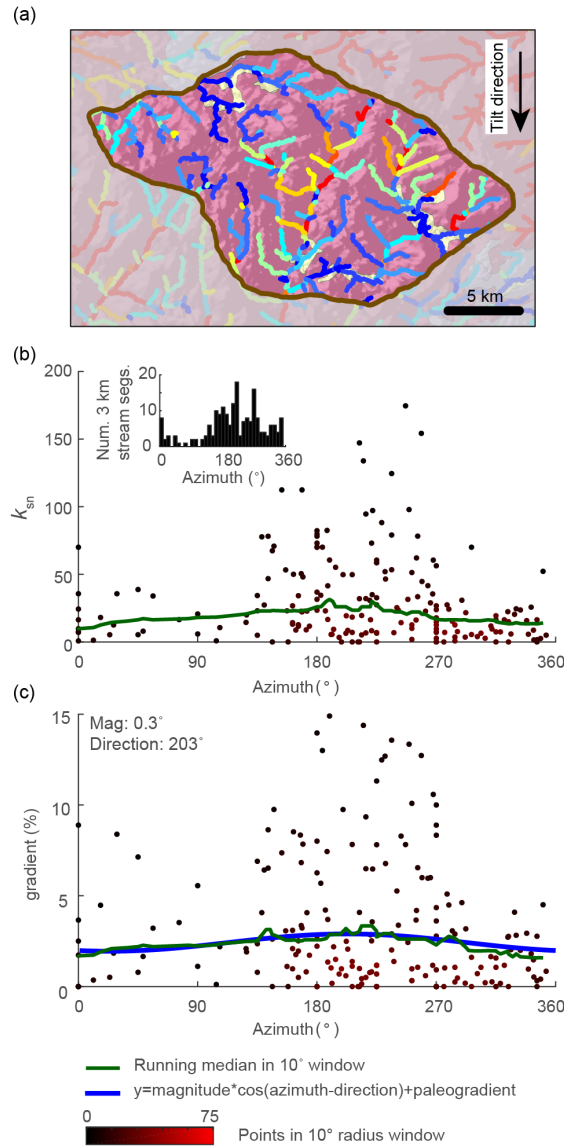 (a)
Tilt direction
5 km
(b)
200
150
100
50
0
k_sn
20
10
0
Num. 3 km
stream segs.
0 180 360
Azimuth (°)
0 90 180 270 360
Azimuth (°)
(c)
15
10
5
0
gradient (%)
Mag: 0.3°
Direction: 203°
0 90 180 270 360
Azimuth (°)
Running median in 10° window
y=magnitude*cos(azimuth-direction)+paleogradient
0 75
Points in 10° radius window